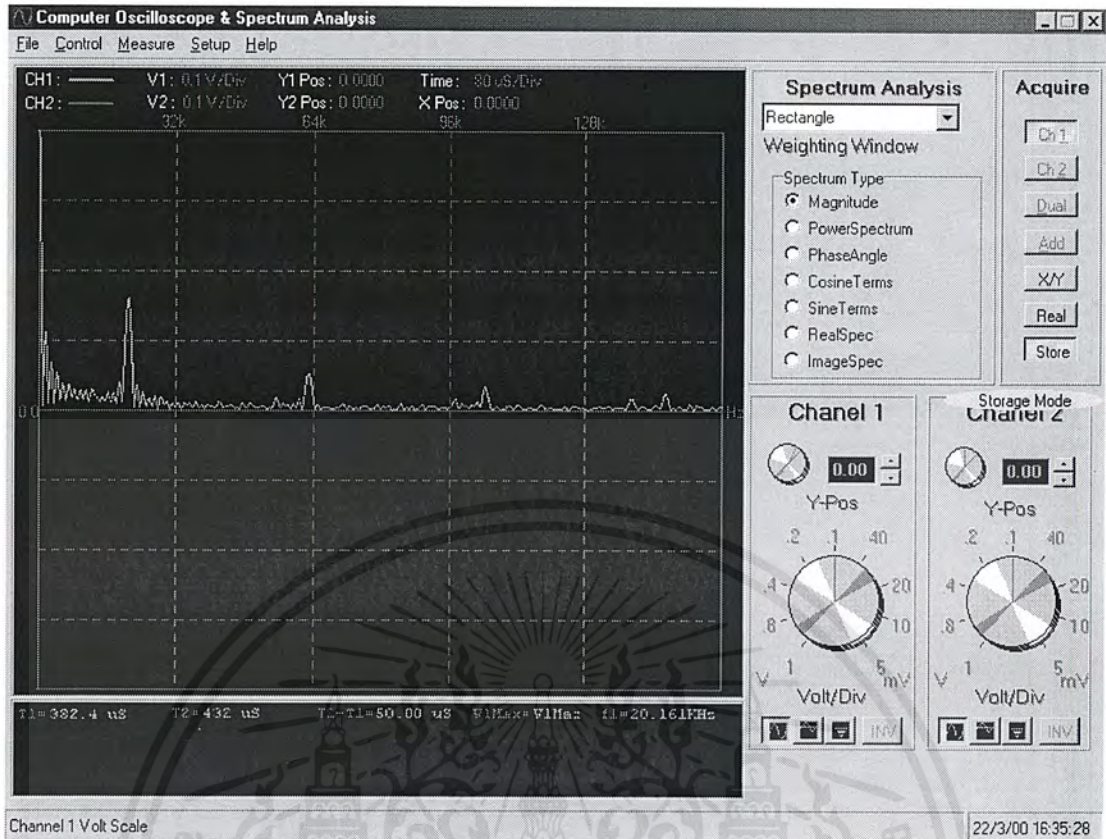 Computer Oscilloscope & Spectrum Analysis
File Control Measure Setup Help
CH1: V1: 0.1 V/Div Y1 Pos: 0.0000 Time: 80 uS/Div
CH2: V2: 0.1 V/Div Y2 Pos: 0.0000 X Pos: 0.0000
32k 64k 96k 128k
0.0 Hz
T1=382.4 uS T2=432 uS T2-T1=50.00 uS f1=20.161KHz
Spectrum Analysis
Rectangle
Weighting Window
Spectrum Type
Magnitude
PowerSpectrum
PhaseAngle
CosineTerms
SineTerms
RealSpec
ImageSpec
Acquire
Ch 1
Ch 2
Dual
Add
X/Y
Real
Store
Storage Mode
Chanel 1
0.00
Y-Pos
.2 .1 40
.4 20
.8 10
V 1 5 mV
Volt/Div
INV
Chanel 2
0.00
Y-Pos
.2 .1 40
.4 20
.8 10
V 1 5 mV
Volt/Div
INV
Channel 1 Volt Scale
22/3/00 16:35:28